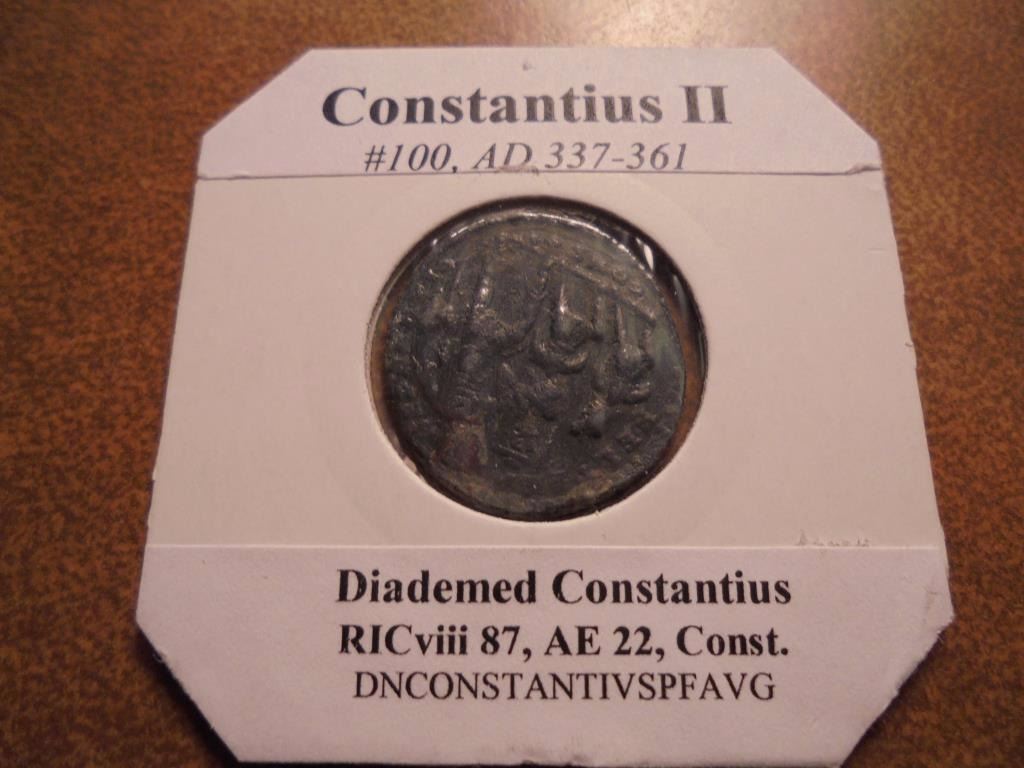 Constantius II
#100, AD 337-361
Diademed Constantius
RICviii 87, AE 22, Const.
DNCONSTANTIVSPFAVG